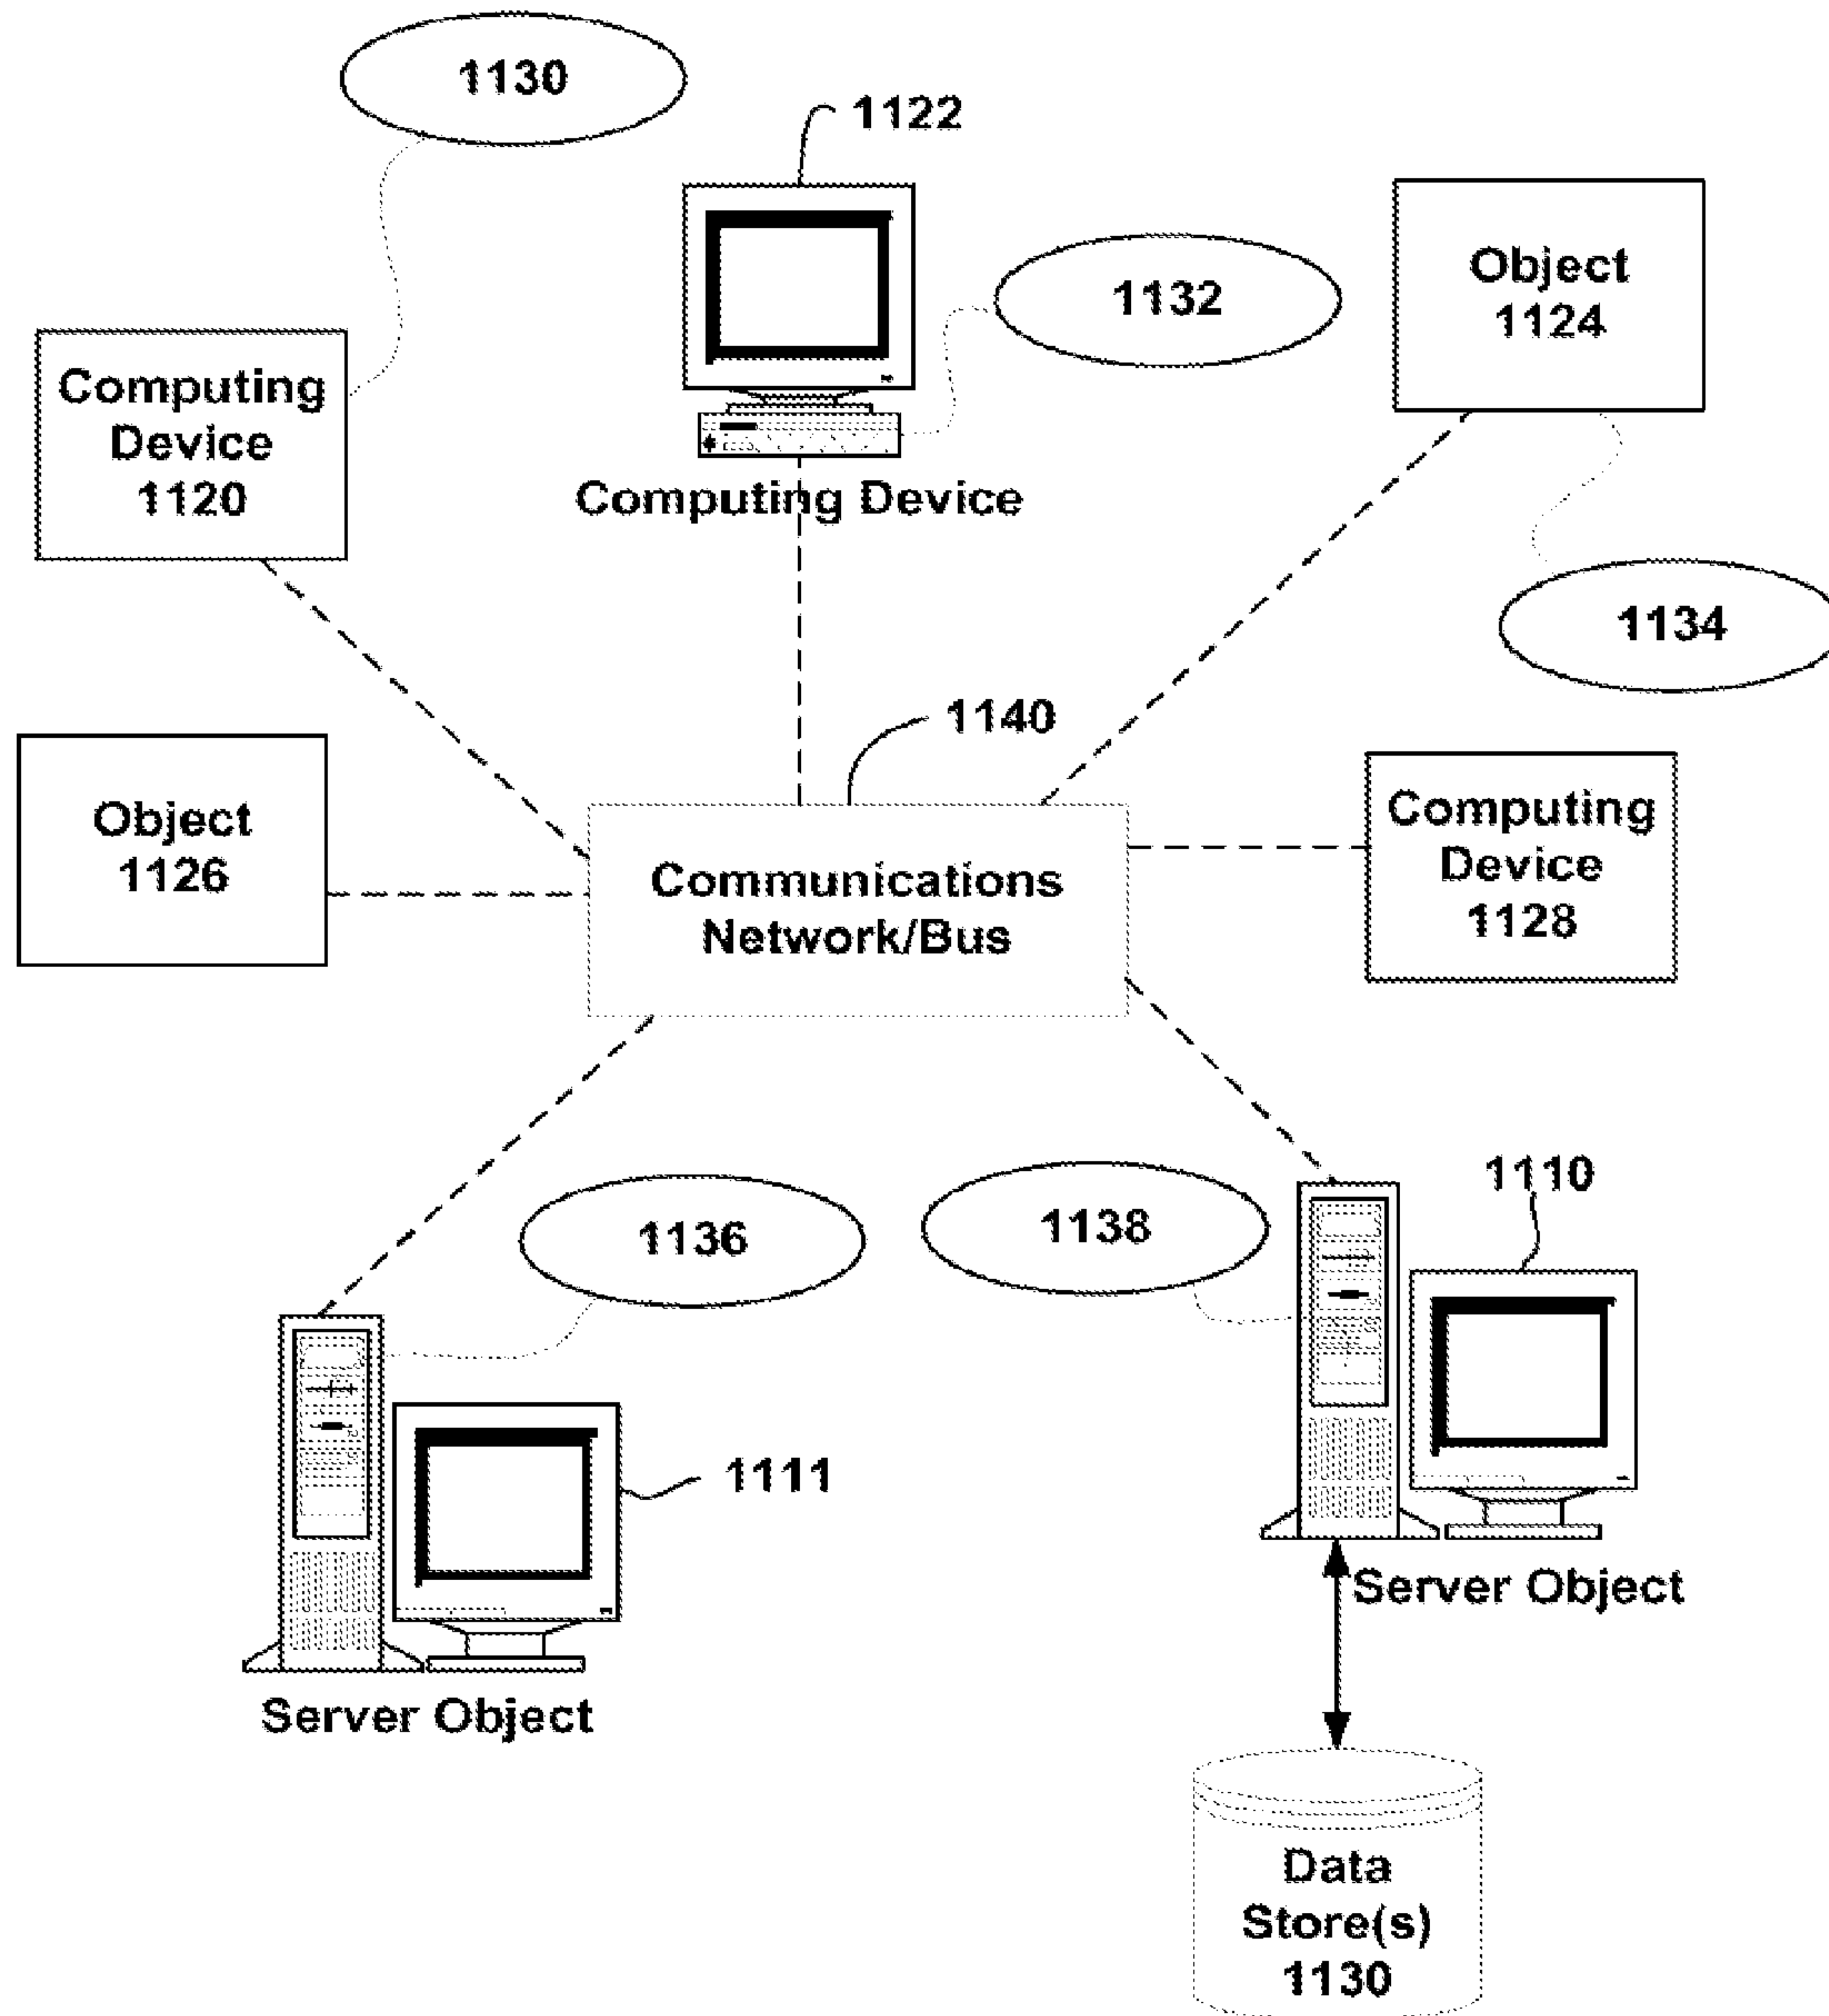 1130
1122
Object
1124
1132
Computing
Device
1120
Computing Device
1134
1140
Object
1126
Communications
Network/Bus
Computing
Device
1128
1136
1138
1110
1111
Server Object
Server Object
Data
Store(s)
1130